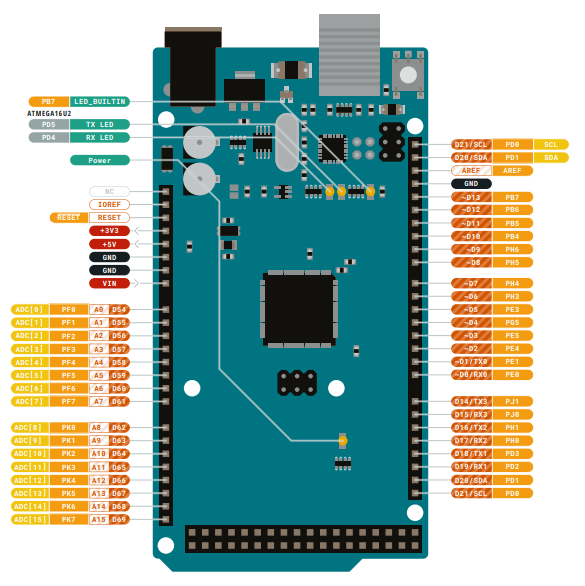 PB7 LED_BUILTIN
ATMEGA16U2
PD5 TX LED
PD4 RX LED
Power
NC
IOREF
RESET RESET
+3V3
+5V
GND
GND
VIN
ADC[0] PF0 A0 D54
ADC[1] PF1 A1 D55
ADC[2] PF2 A2 D56
ADC[3] PF3 A3 D57
ADC[4] PF4 A4 D58
ADC[5] PF5 A5 D59
ADC[6] PF6 A6 D60
ADC[7] PF7 A7 D61
ADC[8] PK0 A8 D62
ADC[9] PK1 A9 D63
ADC[10] PK2 A10 D64
ADC[11] PK3 A11 D65
ADC[12] PK4 A12 D66
ADC[13] PK5 A13 D67
ADC[14] PK6 A14 D68
ADC[15] PK7 A15 D69
D21/SCL PD0 SCL
D20/SDA PD1 SDA
AREF AREF
GND
~D13 PB7
~D12 PB6
~D11 PB5
~D10 PB4
~D9 PH6
~D8 PH5
~D7 PH4
~D6 PH3
~D5 PE3
~D4 PG5
~D3 PE5
~D2 PE4
~D1/TX0 PE1
~D0/RX0 PE0
D14/TX3 PJ1
D15/RX3 PJ0
D16/TX2 PH1
D17/RX2 PH0
D18/TX1 PD3
D19/RX1 PD2
D20/SDA PD1
D21/SCL PD0